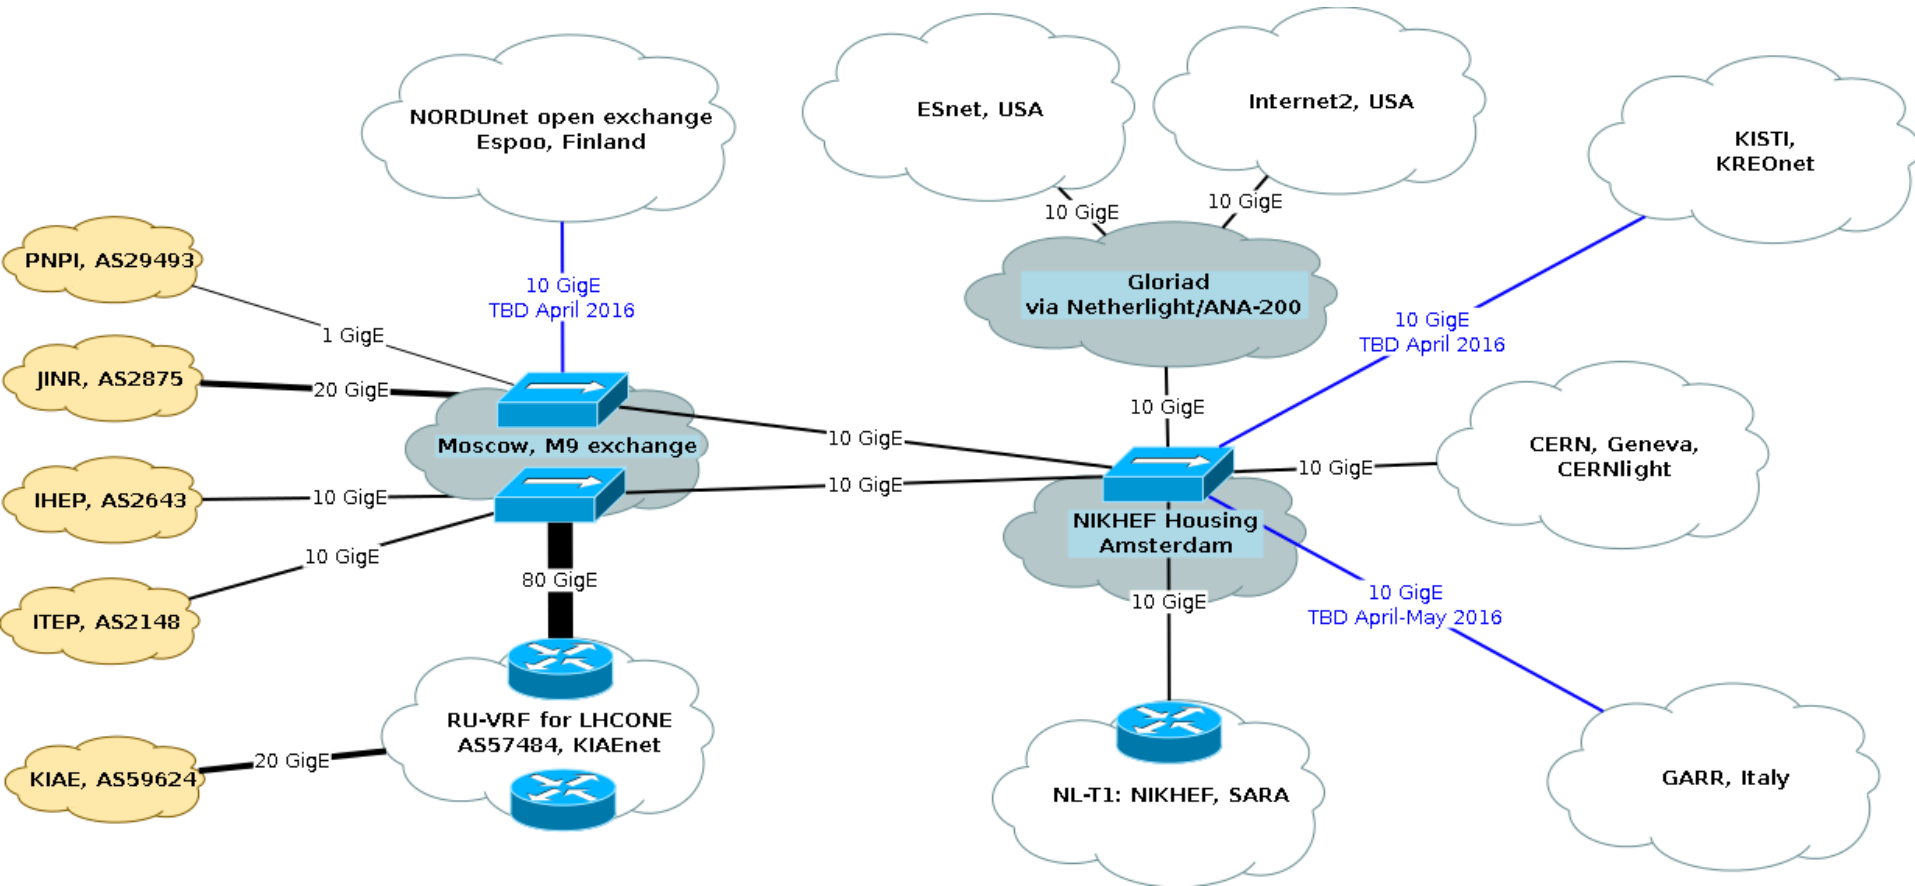 NORDUnet open exchange
Espoo, Finland
ESnet, USA
Internet2, USA
KISTI,
KREOnet
10 GigE
10 GigE
PNPI, AS29493
10 GigE
TBD April 2016
Gloriad
via Netherlight/ANA-200
1 GigE
10 GigE
TBD April 2016
JINR, AS2875
20 GigE
10 GigE
Moscow, M9 exchange
10 GigE
CERN, Geneva,
CERNlight
10 GigE
IHEP, AS2643
10 GigE
10 GigE
NIKHEF Housing
Amsterdam
10 GigE
80 GigE
10 GigE
10 GigE
TBD April-May 2016
ITEP, AS2148
RU-VRF for LHCONE
AS57484, KIAEnet
20 GigE
KIAE, AS59624
NL-T1: NIKHEF, SARA
GARR, Italy